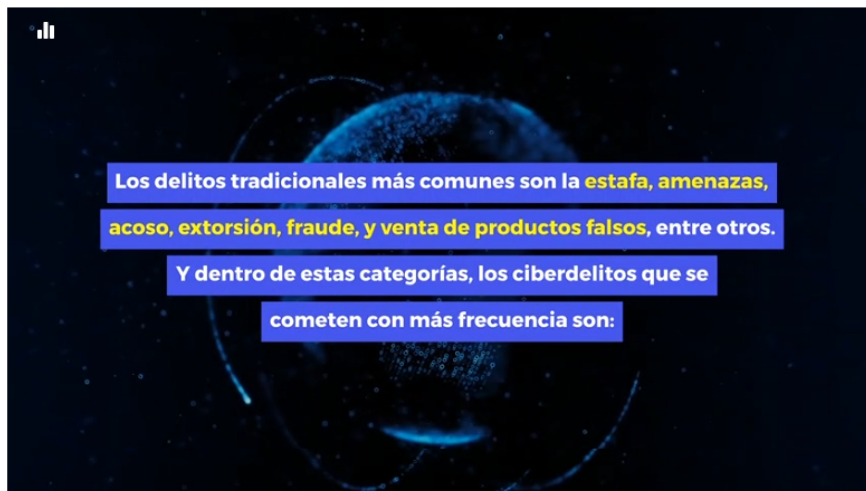 Los delitos tradicionales más comunes son la estafa, amenazas,
acoso, extorsión, fraude, y venta de productos falsos, entre otros.
Y dentro de estas categorías, los ciberdelitos que se
cometen con más frecuencia son: